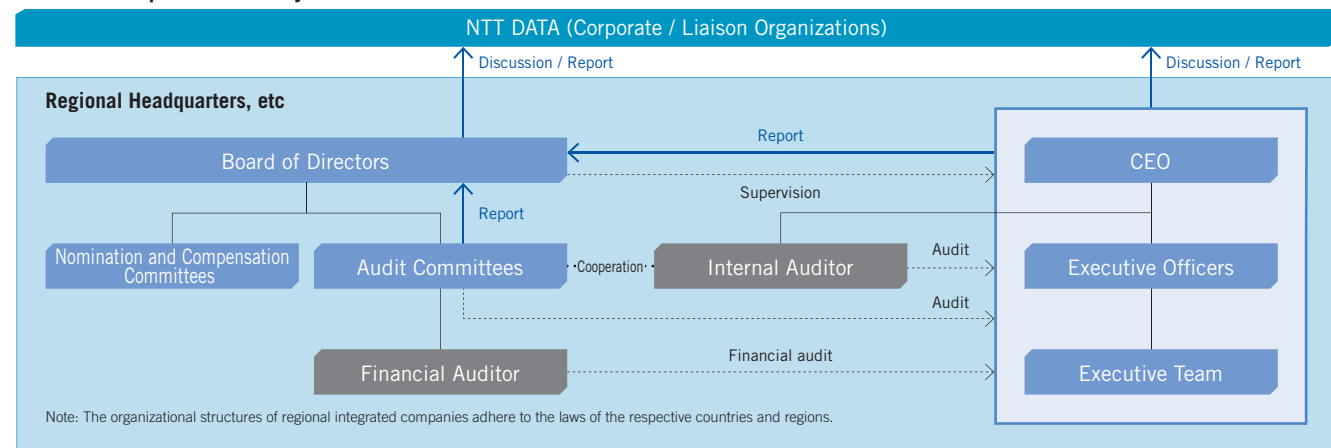 NTT DATA (Corporate / Liaison Organizations)
Discussion / Report
Discussion / Report
Regional Headquarters, etc
Report
Board of Directors
CEO
Supervision
Report
Nomination and Compensation
Committees
Audit Committees
Cooperation
Internal Auditor
Audit
Executive Officers
Audit
Financial Auditor
Financial audit
Executive Team
Note: The organizational structures of regional integrated companies adhere to the laws of the respective countries and regions.